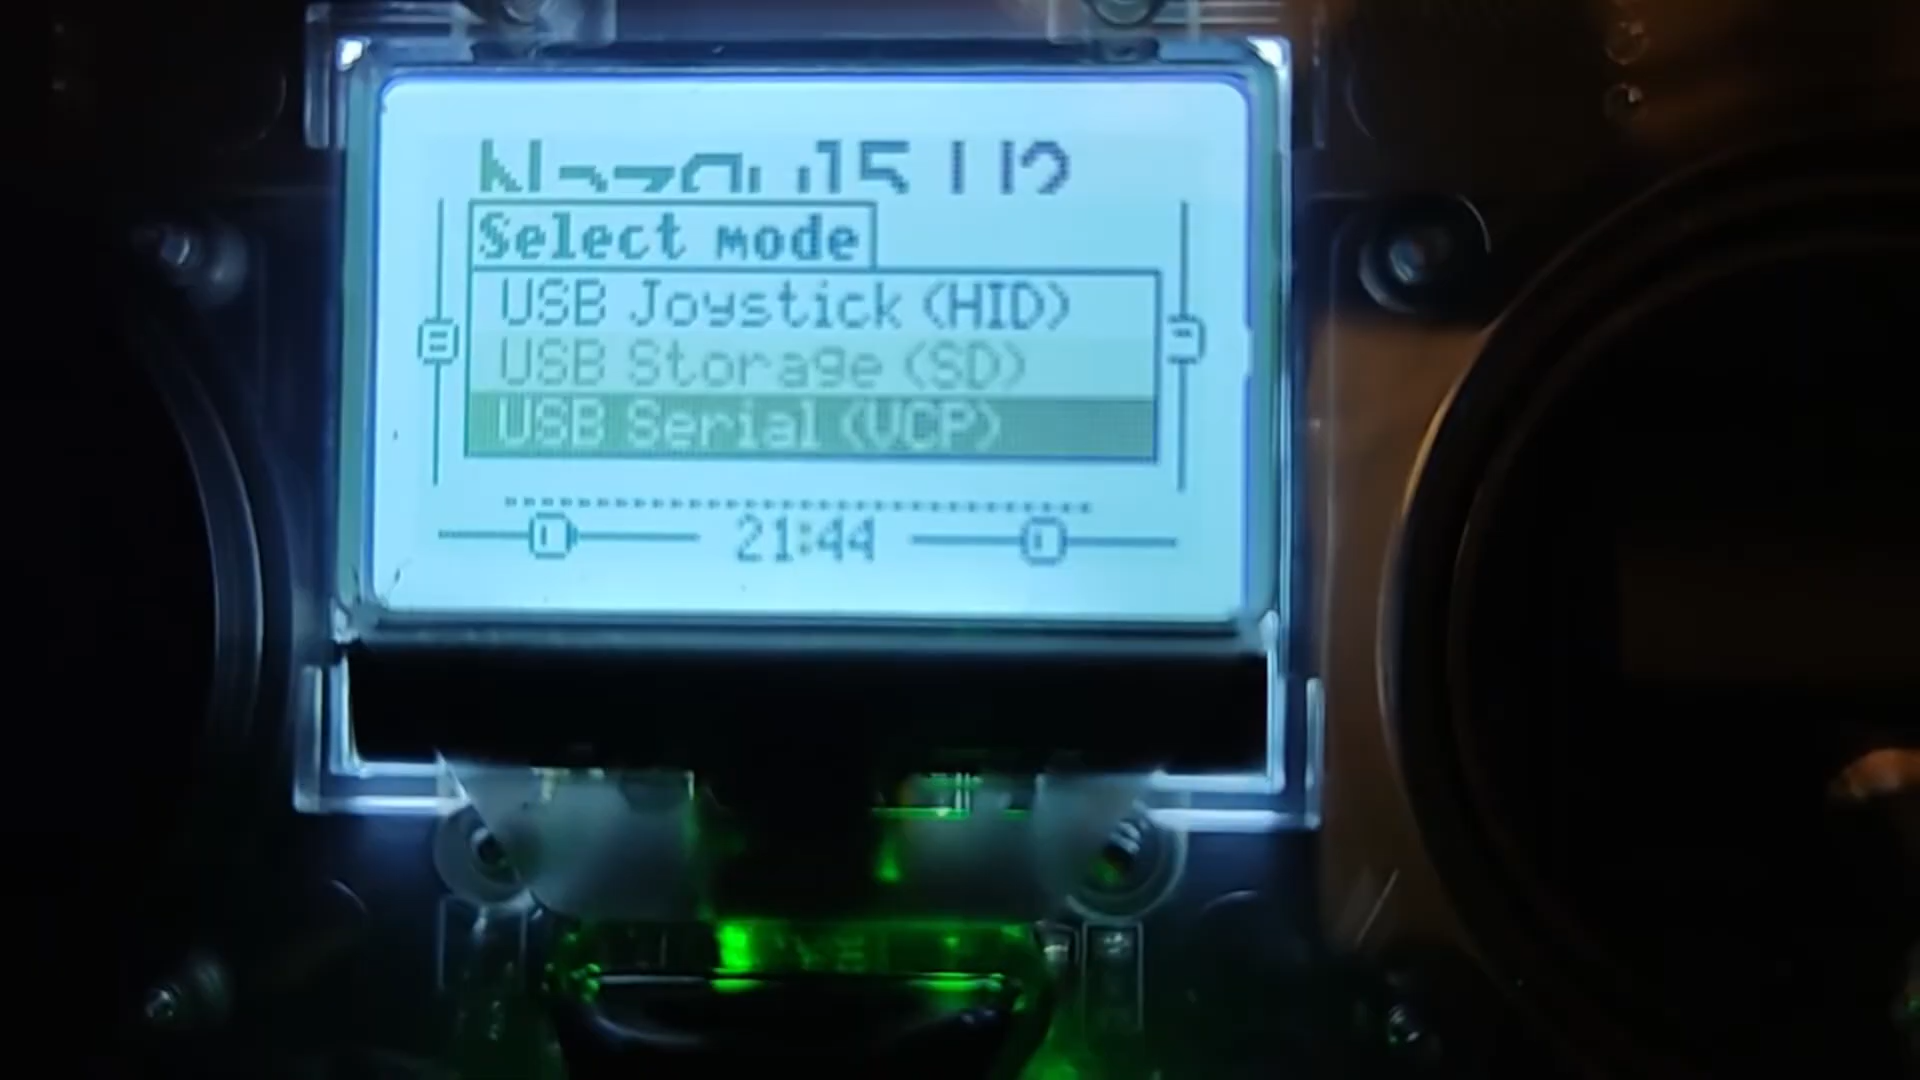 Select mode
USB Joystick (HID)
USB Storage (SD)
USB Serial (VCP)
21:44